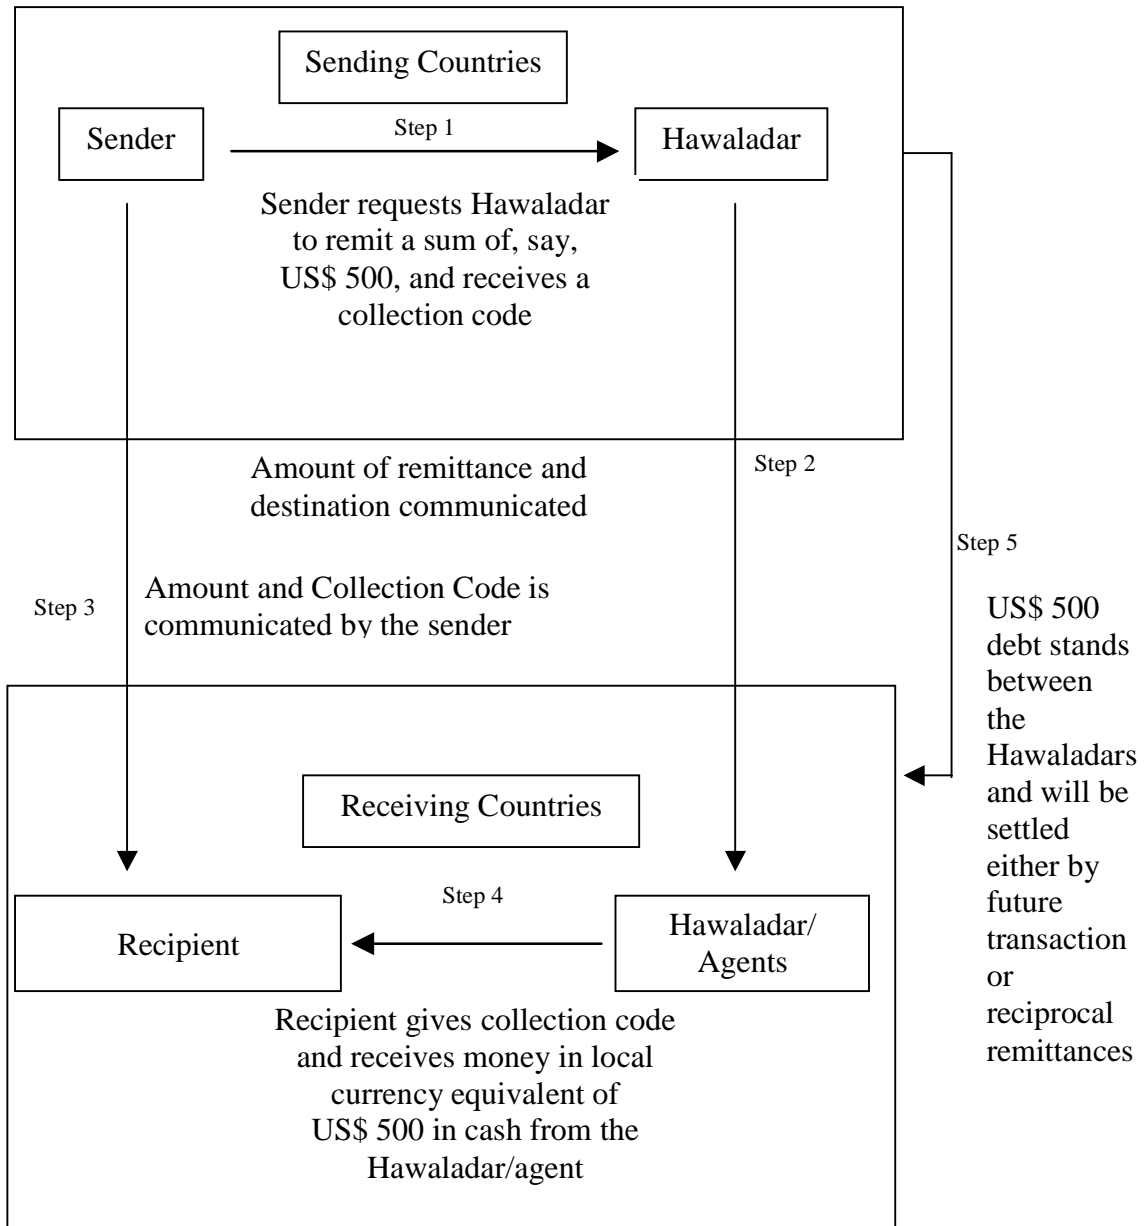 Sending Countries
Sender
Step 1
Hawaladar
Sender requests Hawaladar
to remit a sum of, say,
US$ 500, and receives a
collection code
Amount of remittance and
destination communicated
Step 2
Step 5
Step 3
Amount and Collection Code is
communicated by the sender
US$ 500
debt stands
between
the
Hawaladars
and will be
settled
either by
future
transaction
or
reciprocal
remittances
Receiving Countries
Recipient
Step 4
Hawaladar/
Agents
Recipient gives collection code
and receives money in local
currency equivalent of
US$ 500 in cash from the
Hawaladar/agent